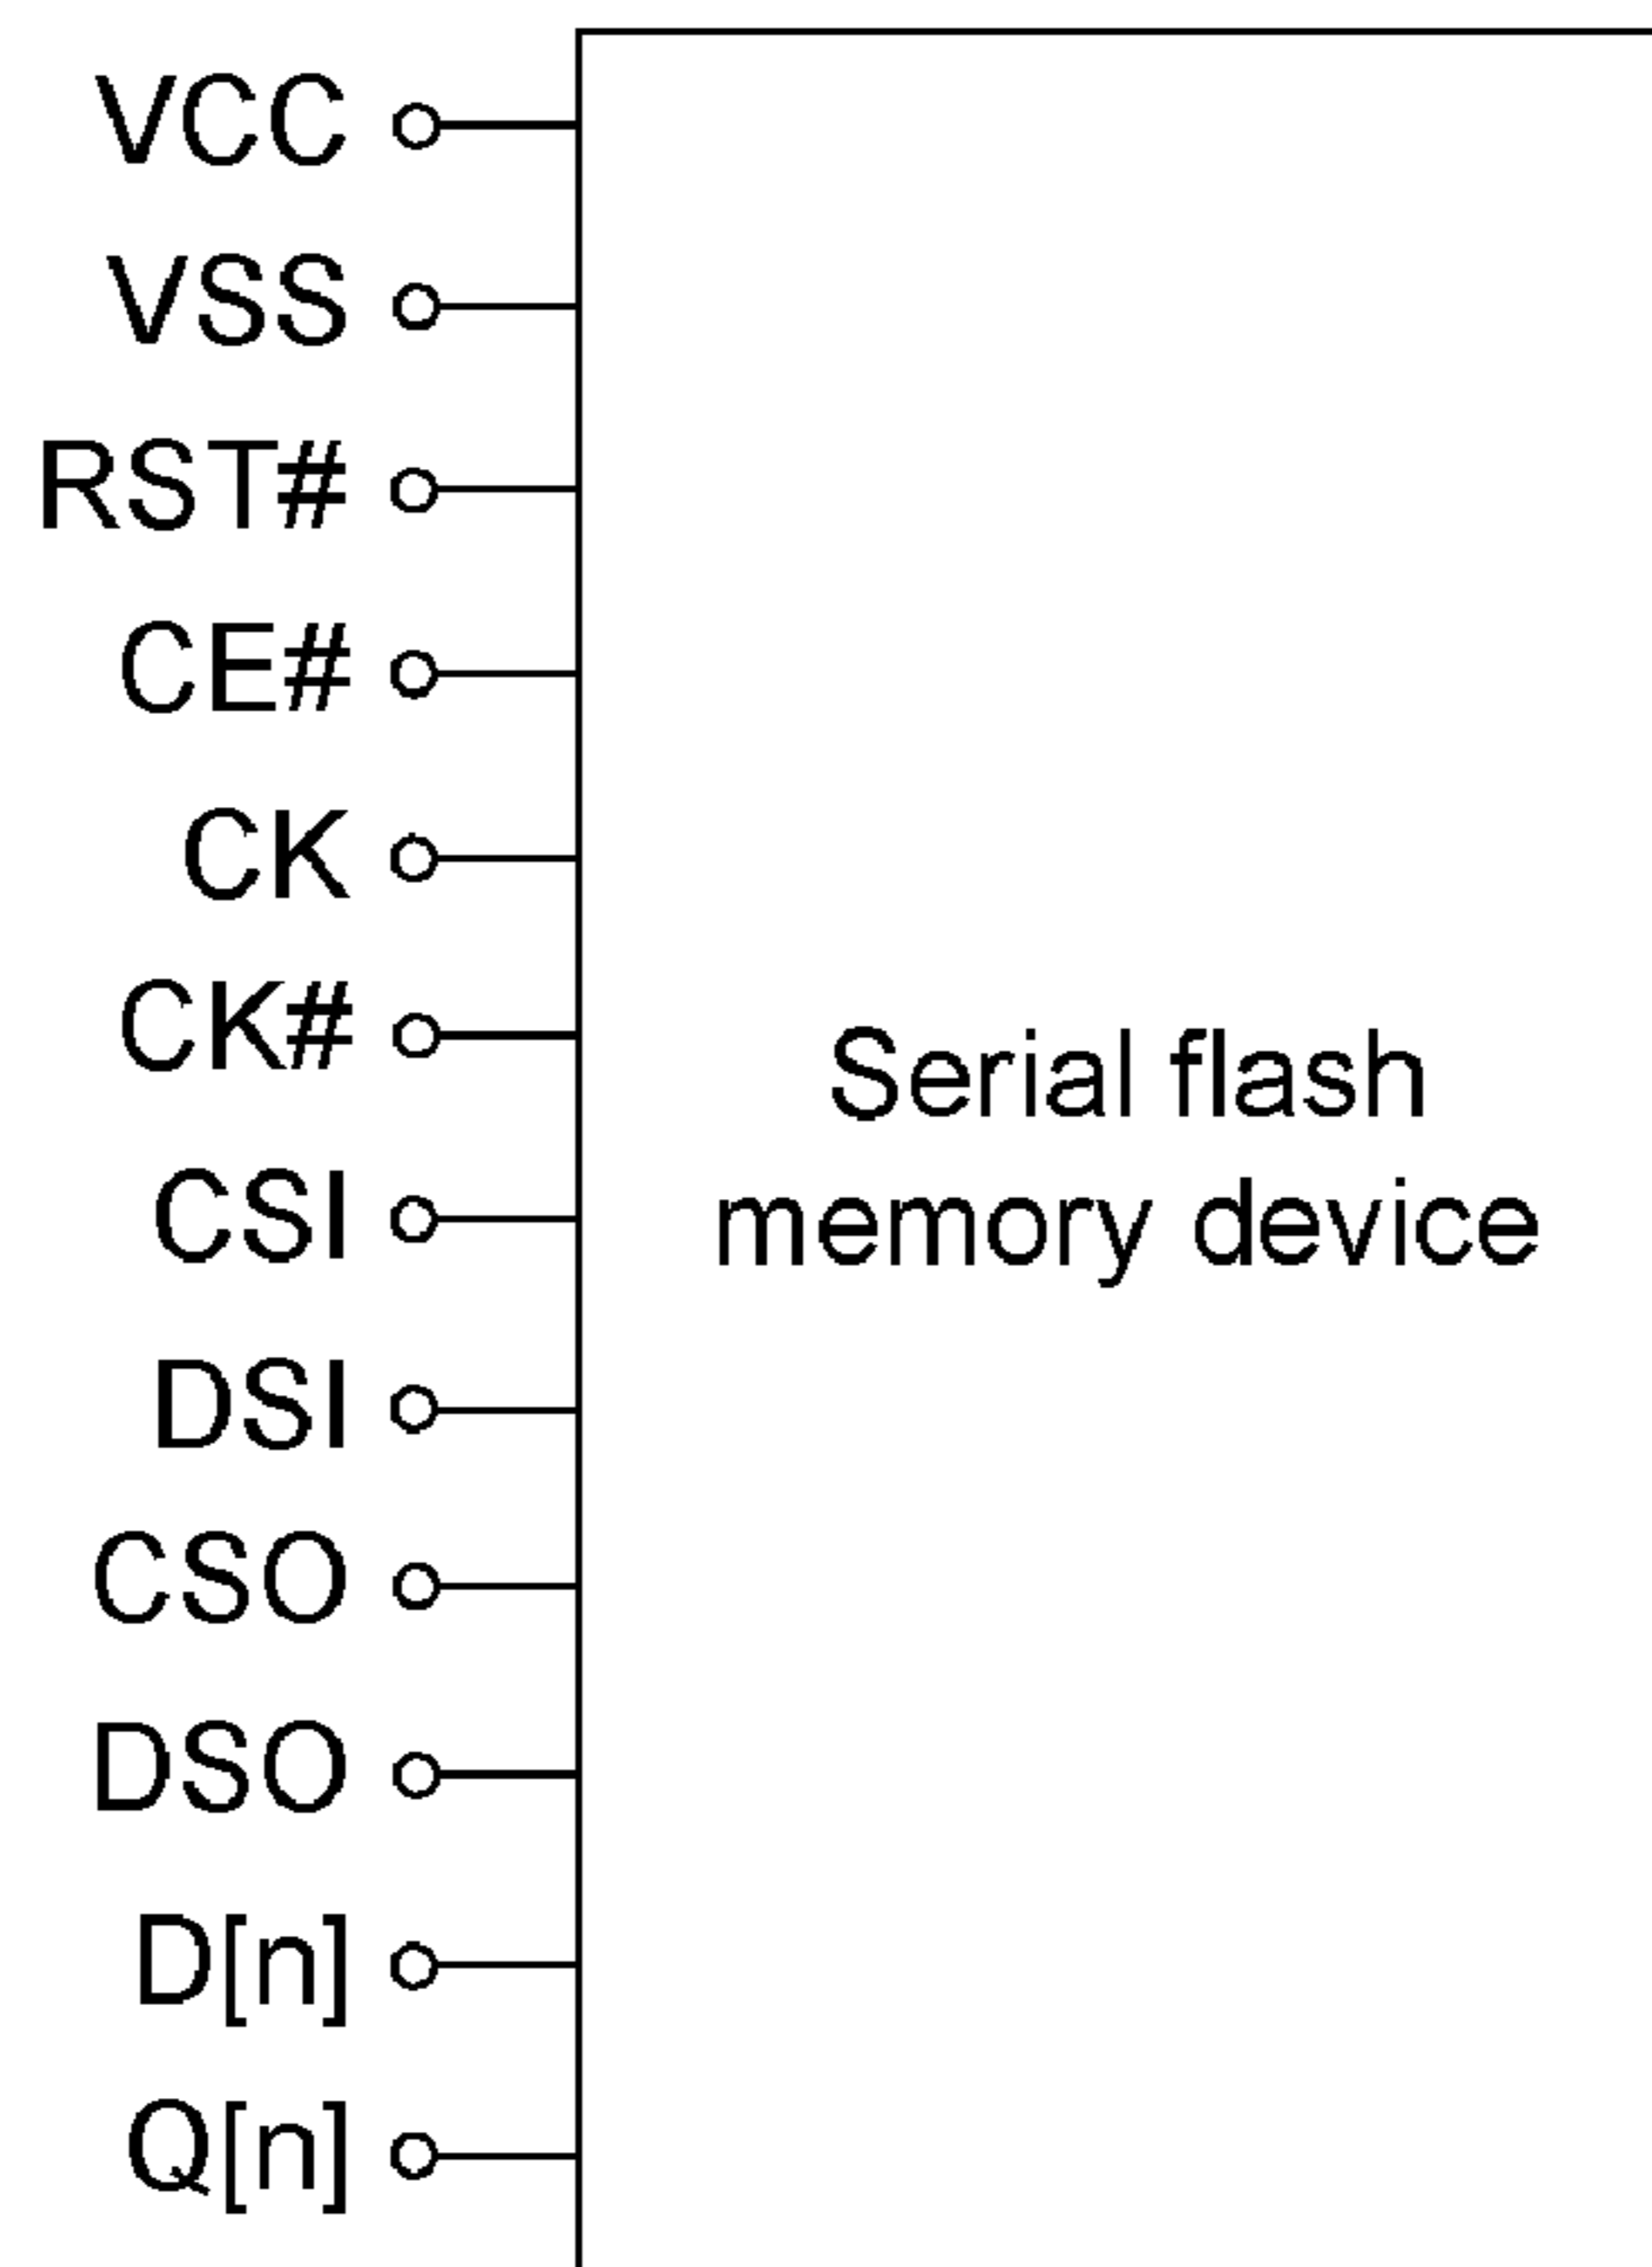 VCC
VSS
RST#
CE#
CK
CK#
CSI
DSI
CSO
DSO
D[n]
Q[n]
Serial flash
memory device